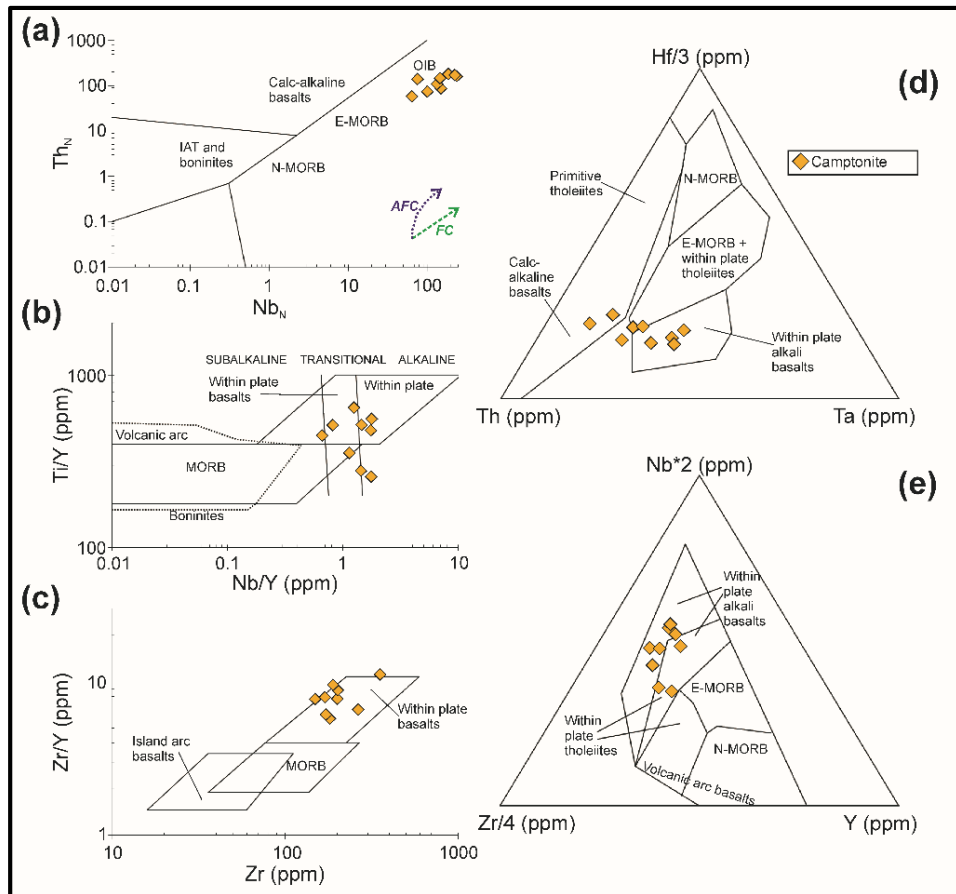 (a)
1000
100
10
1
0.1
0.01
Th_N
Calc-alkaline
basalts
OIB
E-MORB
IAT and
boninites
N-MORB
AFC
FC
0.01
0.1
1
10
100
Nb_N
(b)
SUBALKALINE
TRANSITIONAL
ALKALINE
1000
100
Ti/Y (ppm)
Within plate
basalts
Within plate
Volcanic arc
MORB
Boninites
0.01
0.1
1
10
Nb/Y (ppm)
(c)
10
1
Zr/Y (ppm)
Within plate
basalts
Island arc
basalts
MORB
10
100
1000
Zr (ppm)
Hf/3 (ppm)
(d)
Camptonite
Primitive
tholeiites
N-MORB
E-MORB +
within plate
tholeiites
Calc-
alkaline
basalts
Within plate
alkali
basalts
Th (ppm)
Ta (ppm)
Nb*2 (ppm)
(e)
Within
plate
alkali
basalts
E-MORB
Within
plate
tholeiites
N-MORB
Volcanic arc basalts
Zr/4 (ppm)
Y (ppm)